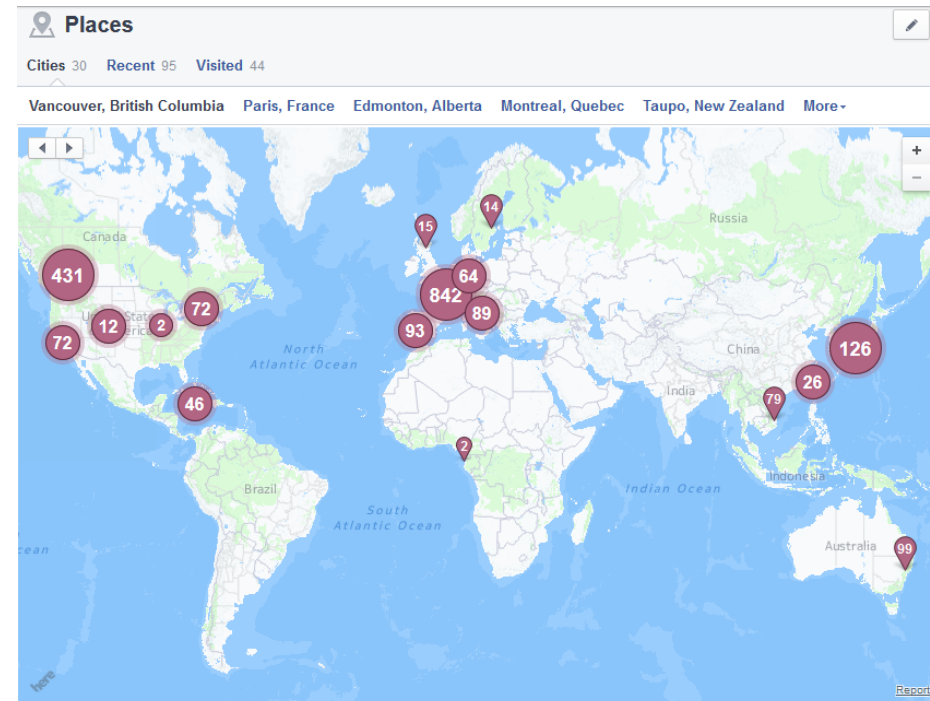 Places
Cities 30 Recent 95 Visited 44
Vancouver, British Columbia Paris, France Edmonton, Alberta Montreal, Quebec Taupo, New Zealand More
+
−
14
15
Russia
Canada
431
64
842
72
89
12
2
93
72
126
North
Atlantic Ocean
China
26
India
79
46
2
Indonesia
Brazil
Indian Ocean
South
Atlantic Ocean
Australia
99
cean
here
Report